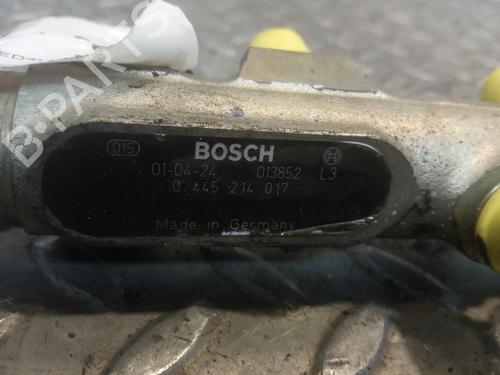 015
BOSCH
01-04-24 013852 L3
0 445 214 017
Made in Germany
B-PARTS